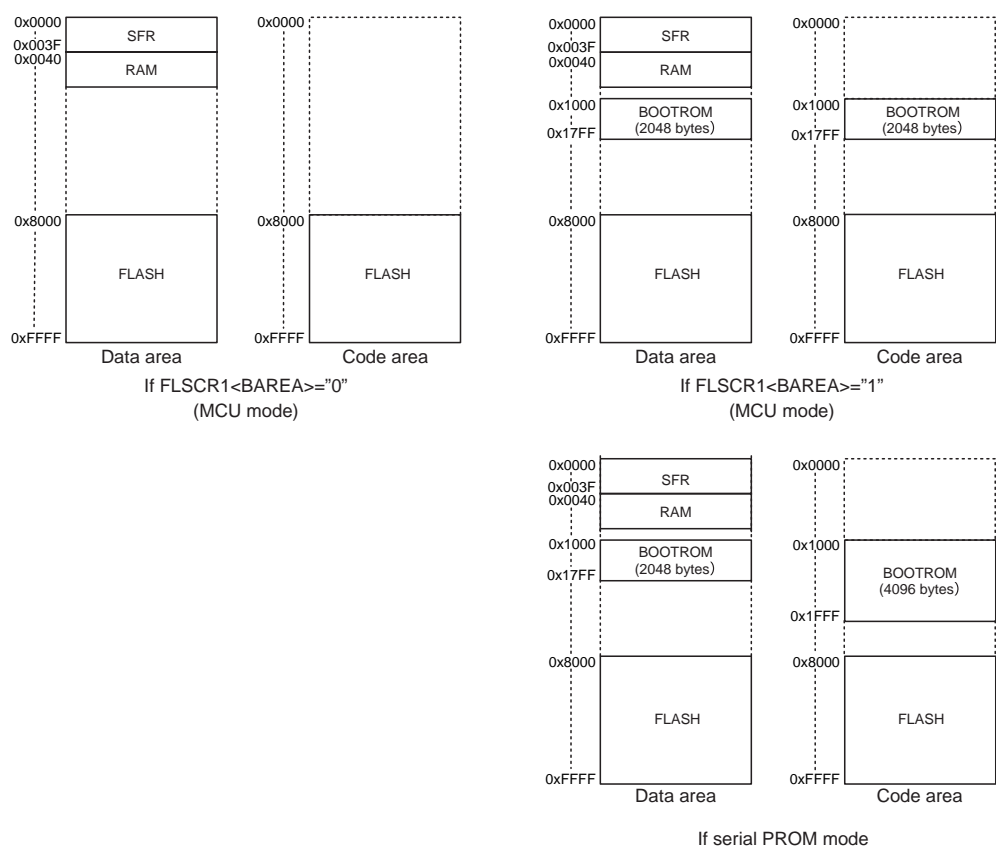 0x0000
SFR
0x003F
0x0040
RAM
0x8000
FLASH
0xFFFF
Data area
0x0000
0x8000
FLASH
0xFFFF
Code area
If FLSCR1<BAREA>=”0”
(MCU mode)
0x0000
SFR
0x003F
0x0040
RAM
0x1000
BOOTROM
(2048 bytes)
0x17FF
0x8000
FLASH
0xFFFF
Data area
0x0000
0x1000
BOOTROM
(2048 bytes)
0x17FF
0x8000
FLASH
0xFFFF
Code area
If FLSCR1<BAREA>=”1”
(MCU mode)
0x0000
SFR
0x003F
0x0040
RAM
0x1000
BOOTROM
(2048 bytes)
0x17FF
0x8000
FLASH
0xFFFF
Data area
0x0000
0x1000
BOOTROM
(4096 bytes)
0x1FFF
0x8000
FLASH
0xFFFF
Code area
If serial PROM mode